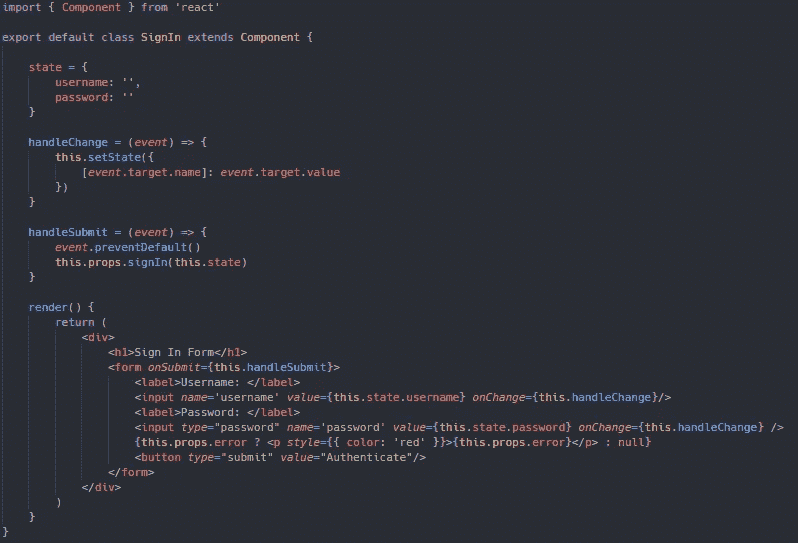 import { Component } from 'react'
export default class SignIn extends Component {
state = {
username: '',
password: ''
}
handleChange = (event) => {
this.setState({
[event.target.name]: event.target.value
})
}
handleSubmit = (event) => {
event.preventDefault()
this.props.signIn(this.state)
}
render() {
return (
<div>
<h1>Sign In Form</h1>
<form onSubmit={this.handleSubmit}>
<label>Username: </label>
<input name='username' value={this.state.username} onChange={this.handleChange}/>
<label>Password: </label>
<input type="password" name='password' value={this.state.password} onChange={this.handleChange} />
{this.props.error ? <p style={{ color: 'red' }}>{this.props.error}</p> : null}
<button type="submit" value="Authenticate"/>
</form>
</div>
)
}
}